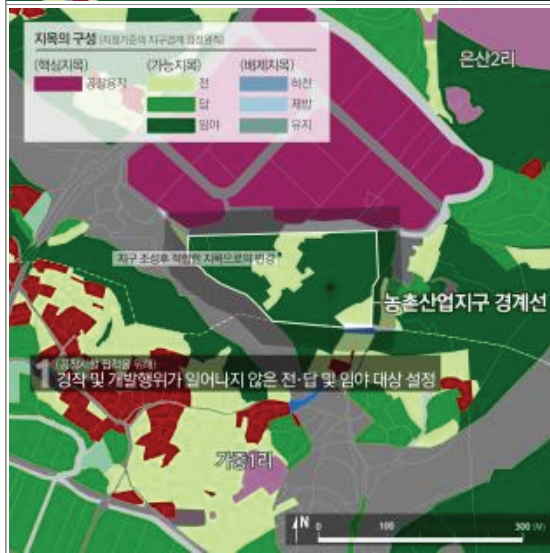 지목의 구성 (지정기준의 지구경계 설정원칙)
(핵심지목) (가능지목) (배제지목)
공장용지 전 하천
답 제방
임야 유지
은산2리
지구 조성후 적합한 지목으로의 변경
농촌산업지구 경계선
(공장시설 집적을 위해)
경작 및 개발행위가 일어나지 않은 전·답 및 임야 대상 설정
가중1리
N 0 100 300 (M)